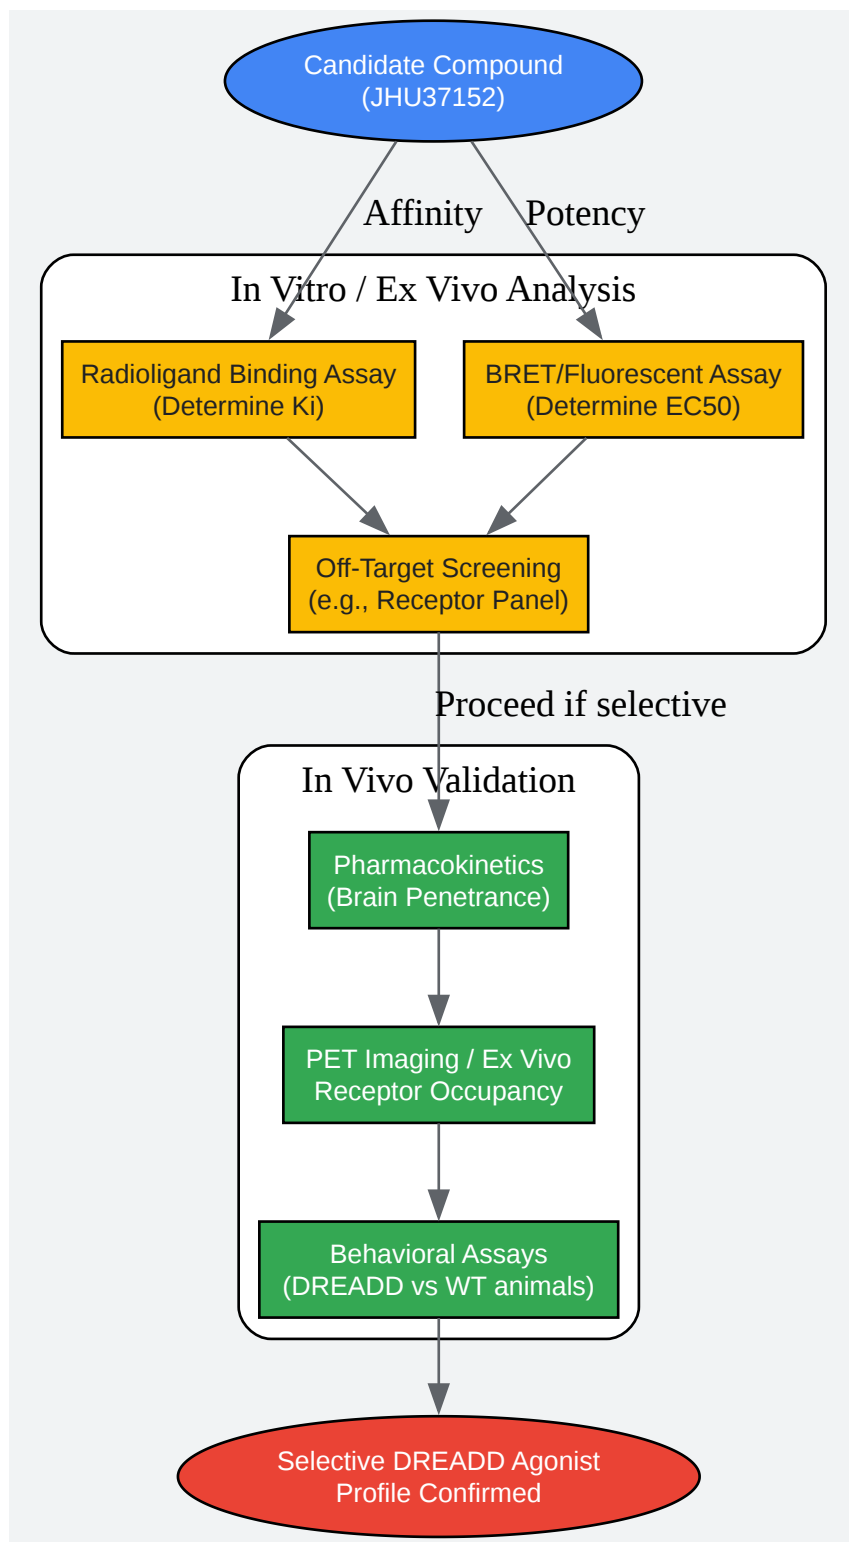 Candidate Compound
(JHU37152)
Affinity
Potency
In Vitro / Ex Vivo Analysis
Radioligand Binding Assay
(Determine Ki)
BRET/Fluorescent Assay
(Determine EC50)
Off-Target Screening
(e.g., Receptor Panel)
Proceed if selective
In Vivo Validation
Pharmacokinetics
(Brain Penetrance)
PET Imaging / Ex Vivo
Receptor Occupancy
Behavioral Assays
(DREADD vs WT animals)
Selective DREADD Agonist
Profile Confirmed